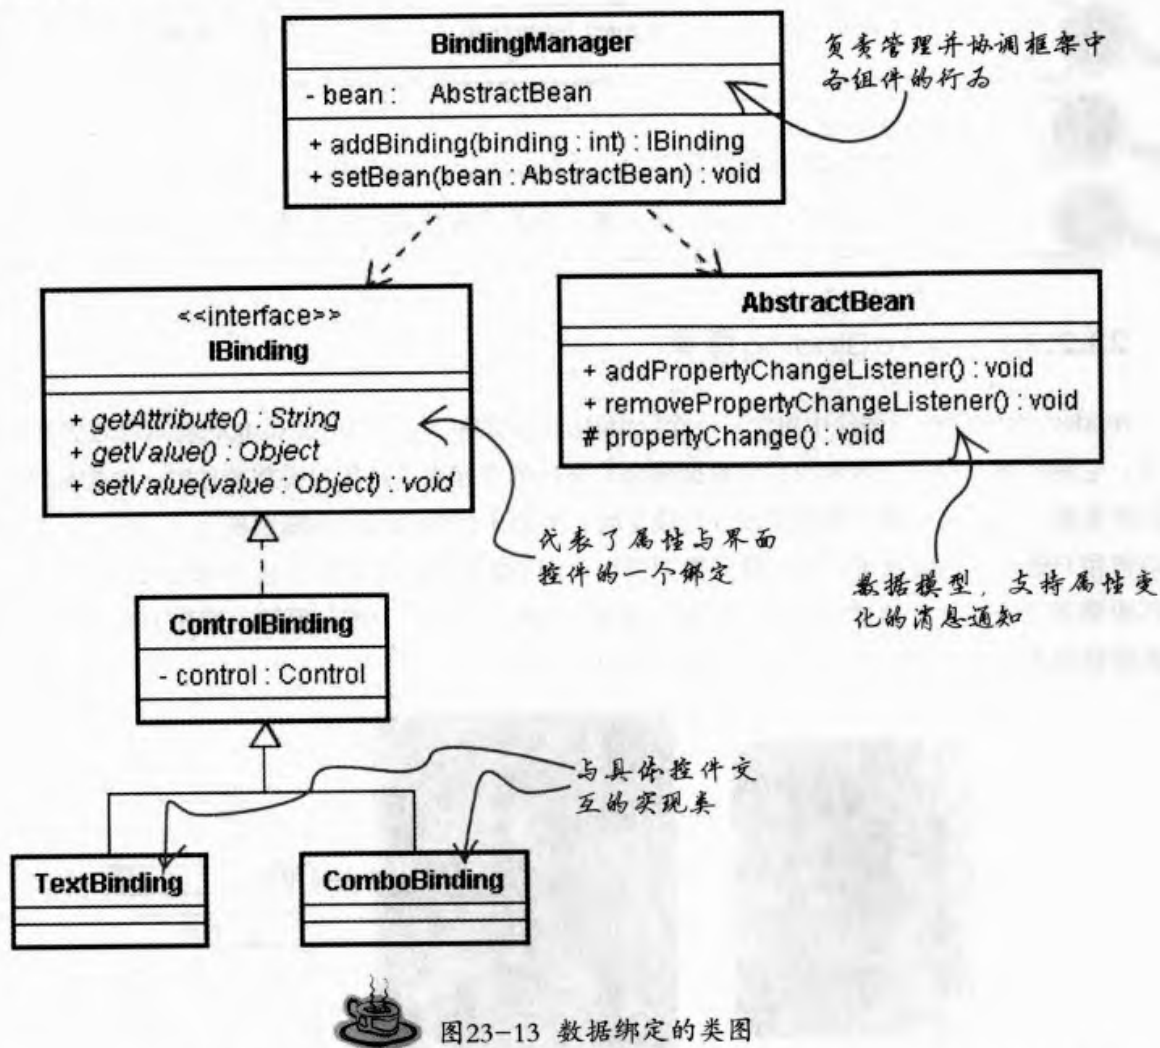 BindingManager
- bean : AbstractBean
+ addBinding(binding : int) : IBinding
+ setBean(bean : AbstractBean) : void
负责管理并协调框架中
各组件的行为
<<interface>>
IBinding
+ getAttribute() : String
+ getValue() : Object
+ setValue(value : Object) : void
AbstractBean
+ addPropertyChangeListener() : void
+ removePropertyChangeListener() : void
# propertyChange() : void
代表了属性与界面
控件的一个绑定
数据模型，支持属性变
化的消息通知
ControlBinding
- control : Control
与具体控件交
互的实现类
TextBinding
ComboBinding
图23-13 数据绑定的类图